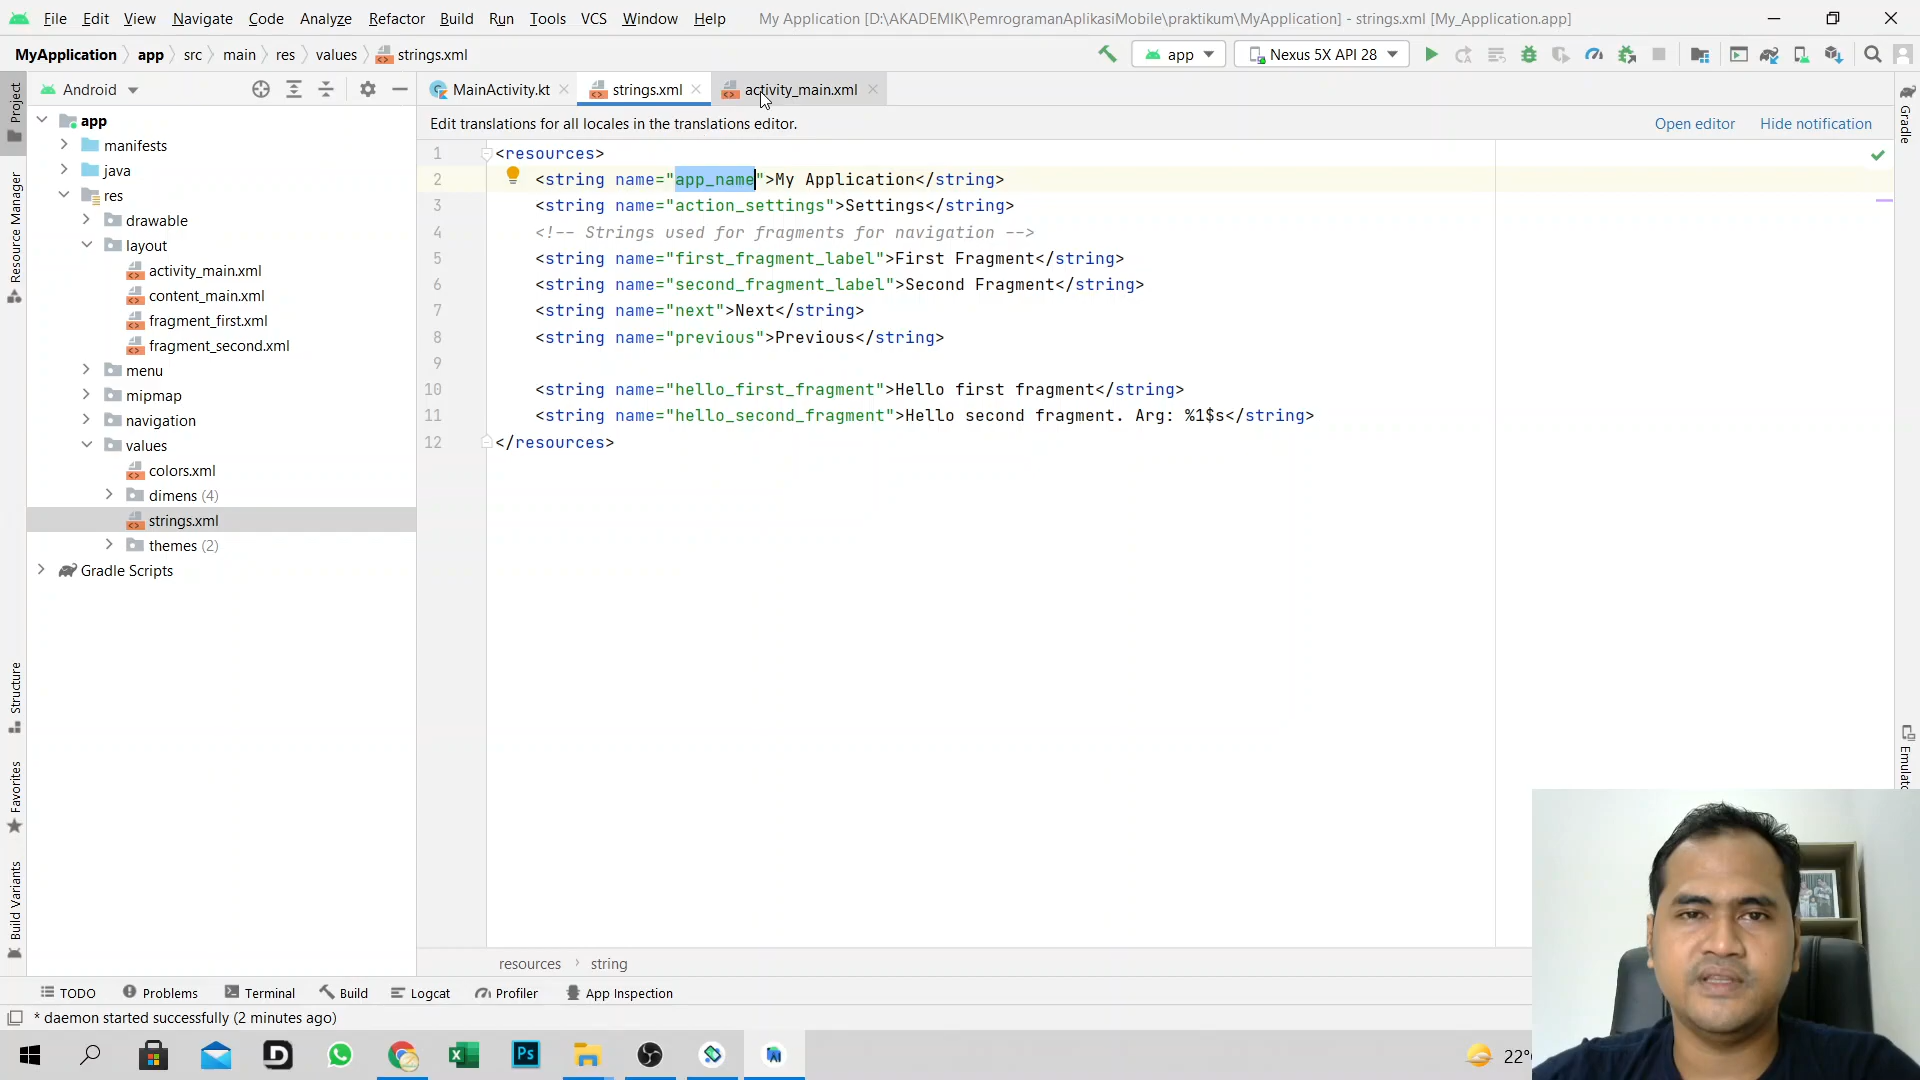 File Edit View Navigate Code Analyze Refactor Build Run Tools VCS Window Help My Application [D:\AKADEMIK\PemrogramanAplikasiMobile\praktikum\MyApplication] - strings.xml [My_Application.app]
MyApplication app src main res values strings.xml app Nexus 5X API 28
Android MainActivity.kt strings.xml activity_main.xml
Edit translations for all locales in the translations editor. Open editor Hide notification
Project
Resource Manager
Structure
Favorites
Build Variants
app
manifests
java
res
drawable
layout
activity_main.xml
content_main.xml
fragment_first.xml
fragment_second.xml
menu
mipmap
navigation
values
colors.xml
dimens (4)
strings.xml
themes (2)
Gradle Scripts
1 <resources>
2 <string name="app_name">My Application</string>
3 <string name="action_settings">Settings</string>
4 <!-- Strings used for fragments for navigation -->
5 <string name="first_fragment_label">First Fragment</string>
6 <string name="second_fragment_label">Second Fragment</string>
7 <string name="next">Next</string>
8 <string name="previous">Previous</string>
9
10 <string name="hello_first_fragment">Hello first fragment</string>
11 <string name="hello_second_fragment">Hello second fragment. Arg: %1$s</string>
12 </resources>
Gradle
resources string
TODO Problems Terminal Build Logcat Profiler App Inspection
* daemon started successfully (2 minutes ago)
Ps
22°